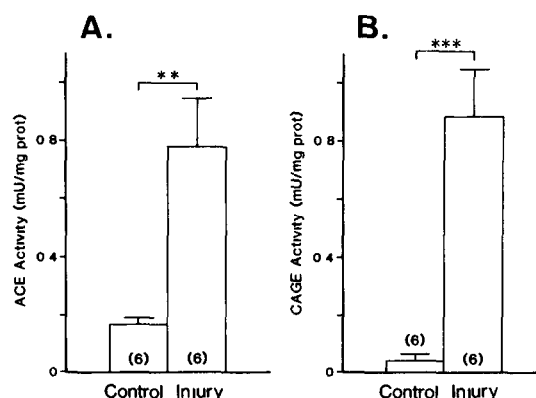 A.
**
ACE Activity (mU/mg prot)
0 8
0 4
0
(6)
(6)
Control Injury
B.
***
CAGE Activity (mU/mg prot)
0 8
0 4
0
(6)
(6)
Control Injury